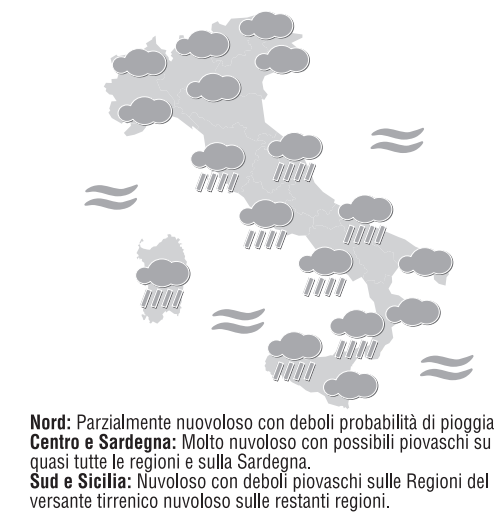 Nord: Parzialmente nuovoloso con deboli probabilità di pioggia
Centro e Sardegna: Molto nuvoloso con possibili piovaschi su
quasi tutte le regioni e sulla Sardegna.
Sud e Sicilia: Nuvoloso con deboli piovaschi sulle Regioni del
versante tirrenico nuvoloso sulle restanti regioni.